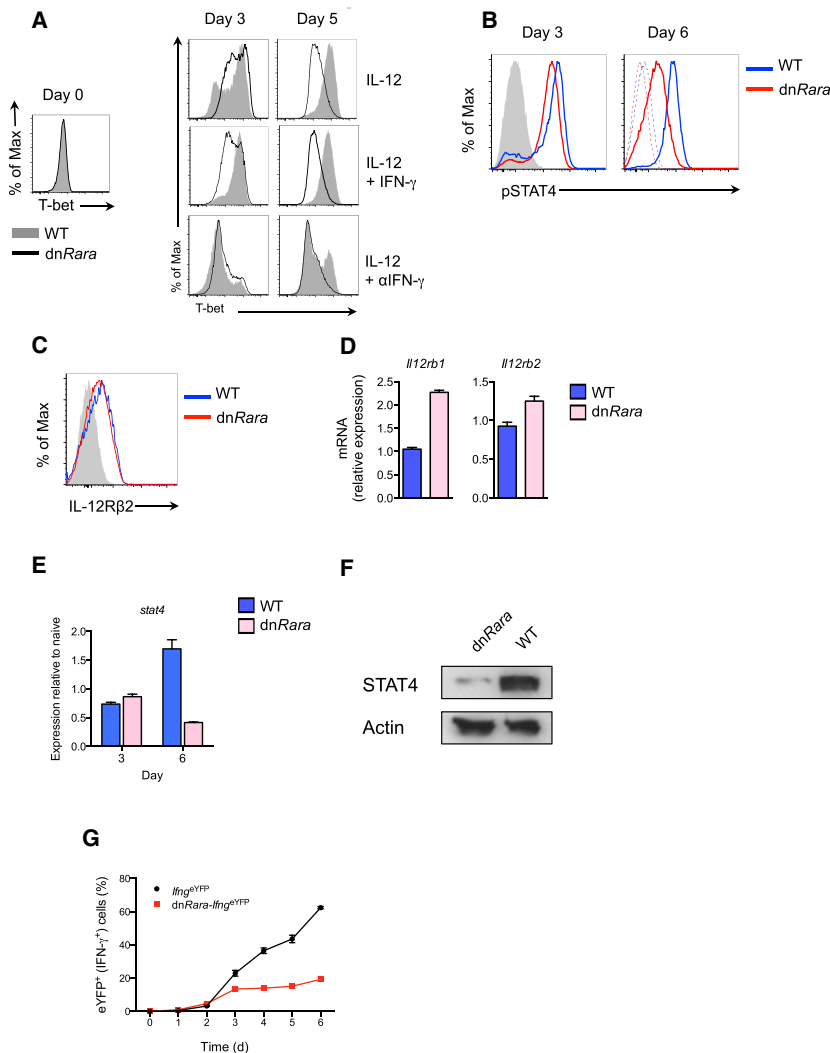 A
Day 0
% of Max
T-bet
WT
dnRara
Day 3
Day 5
% of Max
IL-12
IL-12
+ IFN-γ
IL-12
+ αIFN-γ
T-bet
B
Day 3
Day 6
% of Max
pSTAT4
WT
dnRara
C
% of Max
IL-12Rβ2
WT
dnRara
D
Il12rb1
Il12rb2
mRNA
(relative expression)
2.5
2.0
1.5
1.0
0.5
0.0
1.5
1.0
0.5
0.0
WT
dnRara
E
stat4
Expression relative to naive
2.0
1.5
1.0
0.5
0.0
3
6
Day
WT
dnRara
F
dnRara
WT
STAT4
Actin
G
eYFP+ (IFN-γ+) cells (%)
80
60
40
20
0
IfngeYFP
dnRara-IfngeYFP
0 1 2 3 4 5 6
Time (d)